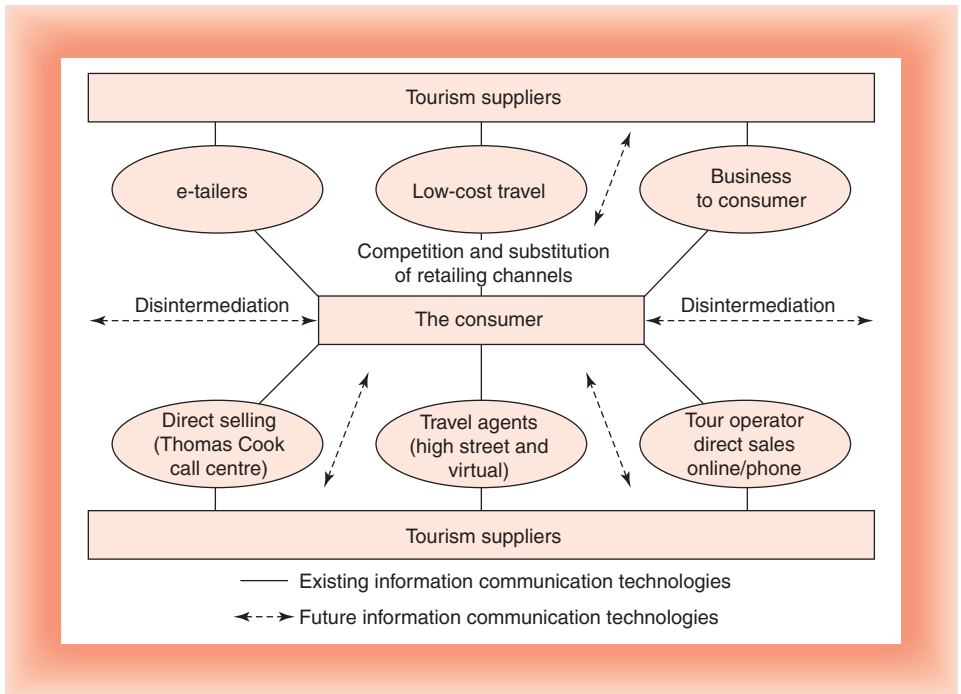 Tourism suppliers
e-tailers
Low-cost travel
Business
to consumer
Competition and substitution
of retailing channels
Disintermediation
The consumer
Disintermediation
Direct selling
(Thomas Cook
call centre)
Travel agents
(high street and
virtual)
Tour operator
direct sales
online/phone
Tourism suppliers
Existing information communication technologies
Future information communication technologies